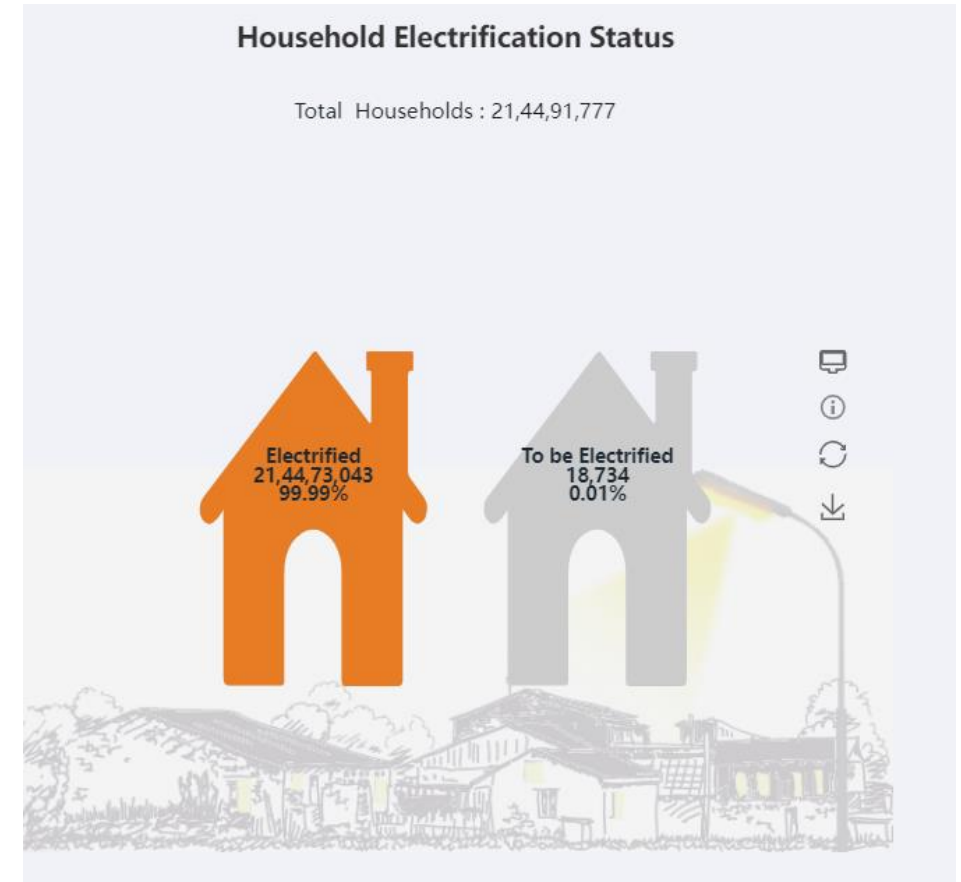 Household Electrification Status
Total Households : 21,44,91,777
Electrified
21,44,73,043
99.99%
To be Electrified
18,734
0.01%